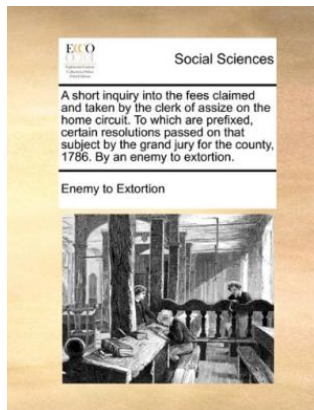 ECCO
Social Sciences
A short inquiry into the fees claimed
and taken by the clerk of assize on the
home circuit. To which are prefixed,
certain resolutions passed on that
subject by the grand jury for the county,
1786. By an enemy to extortion.
Enemy to Extortion